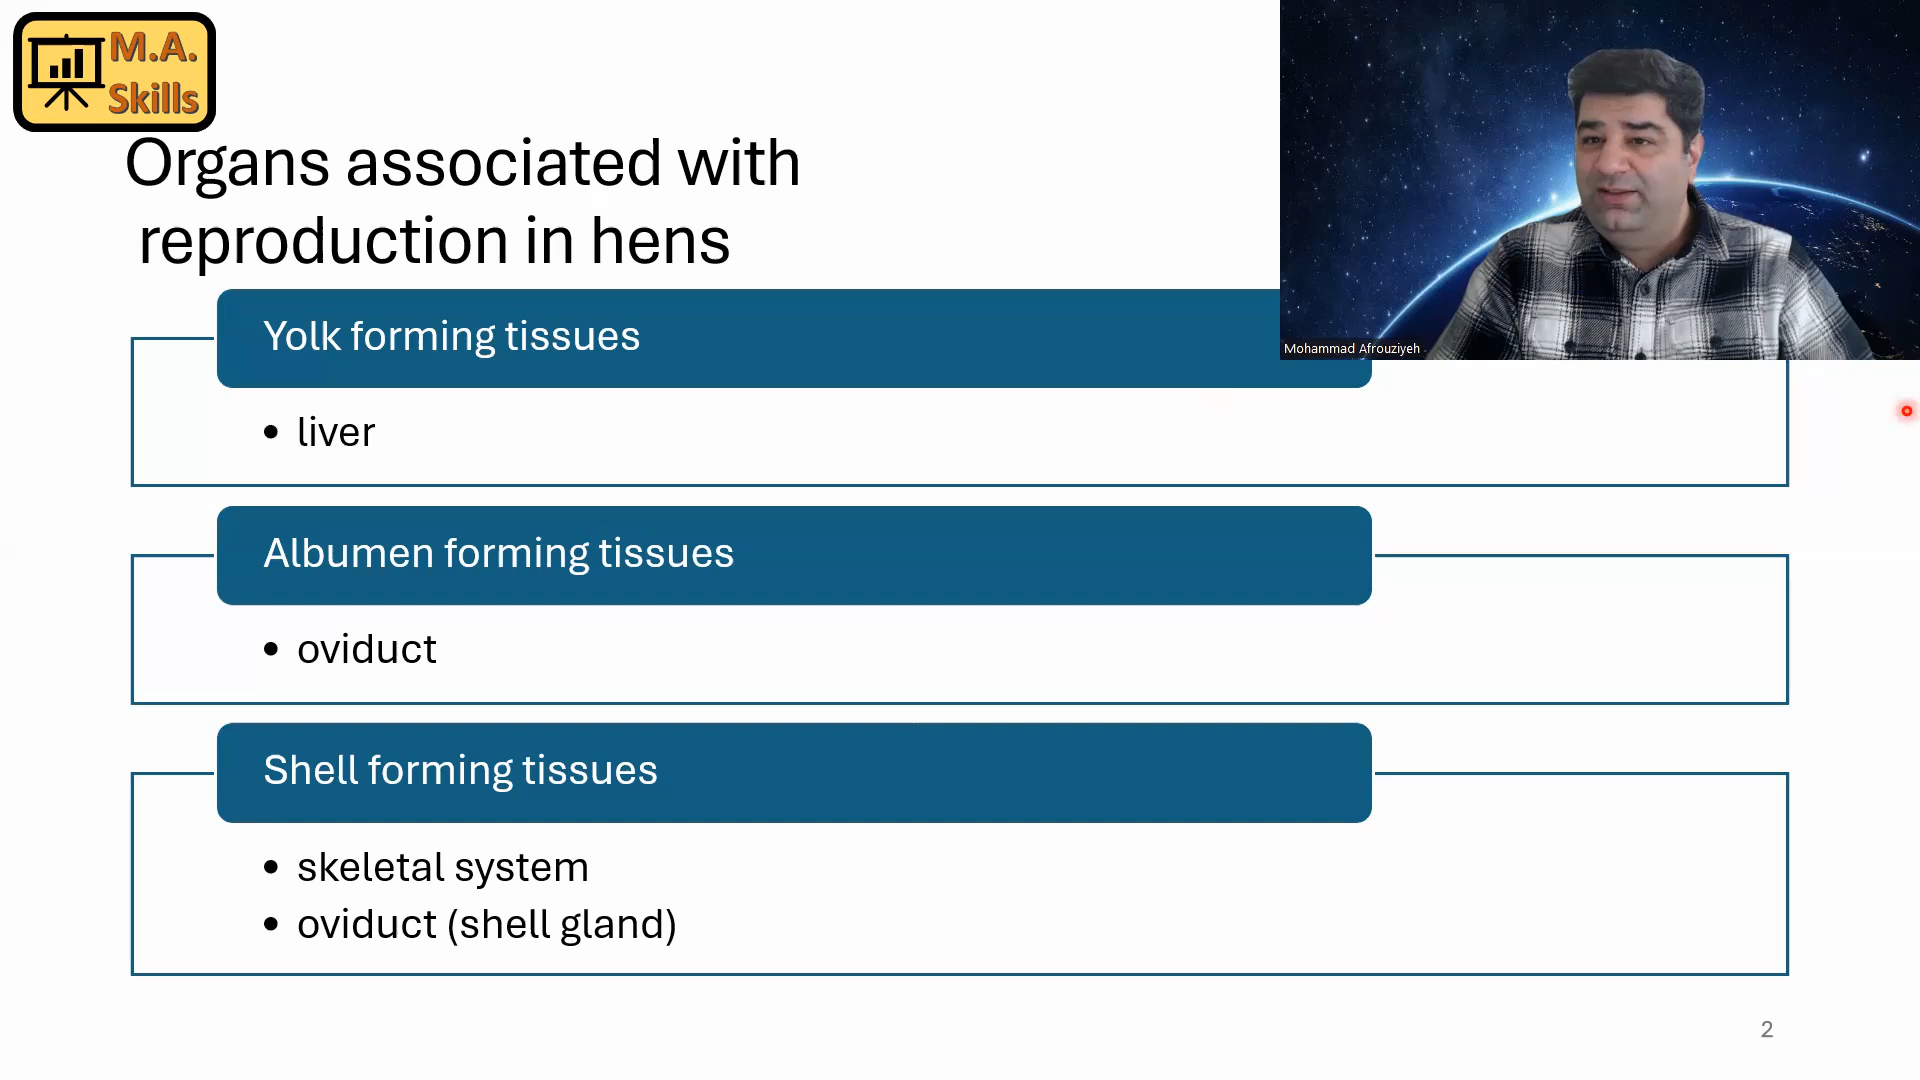 M.A.
Skills
Organs associated with
reproduction in hens
Mohammad Afrouziyeh
Yolk forming tissues
• liver
Albumen forming tissues
• oviduct
Shell forming tissues
• skeletal system
• oviduct (shell gland)
2